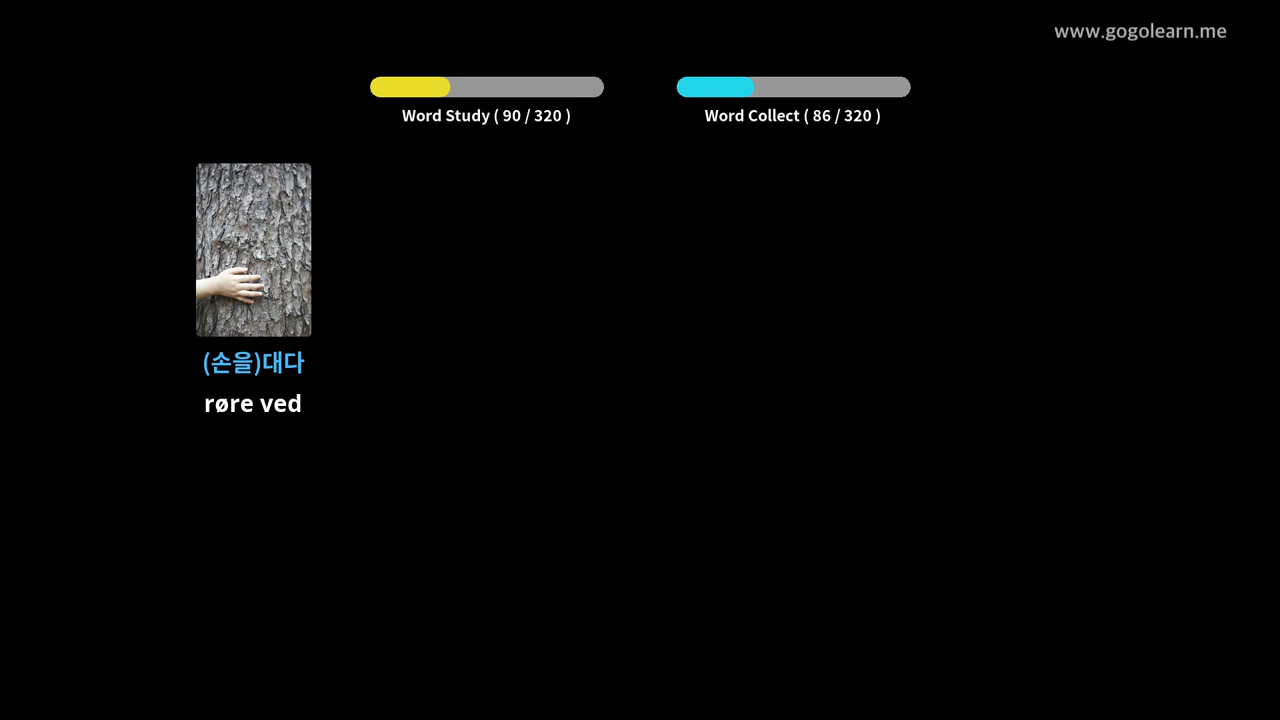 www.gogolearn.me
Word Study ( 90 / 320 )
Word Collect ( 86 / 320 )
(손을)대다
røre ved